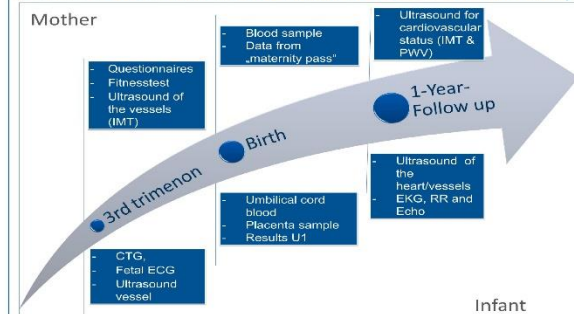 Mother
- Questionnaires
- Fitnesstest
- Ultrasound of
the vessels
(IMT)
- Blood sample
- Data from
„maternity pass"
- Ultrasound for
cardiovascular
status (IMT &
PWV)
3rd trimenon
Birth
1-Year-
Follow up
- CTG,
- Fetal ECG
- Ultrasound
vessel
- Umbilical cord
blood
- Placenta sample
- Results U1
- Ultrasound of
the
heart/vessels
- EKG, RR and
Echo
Infant